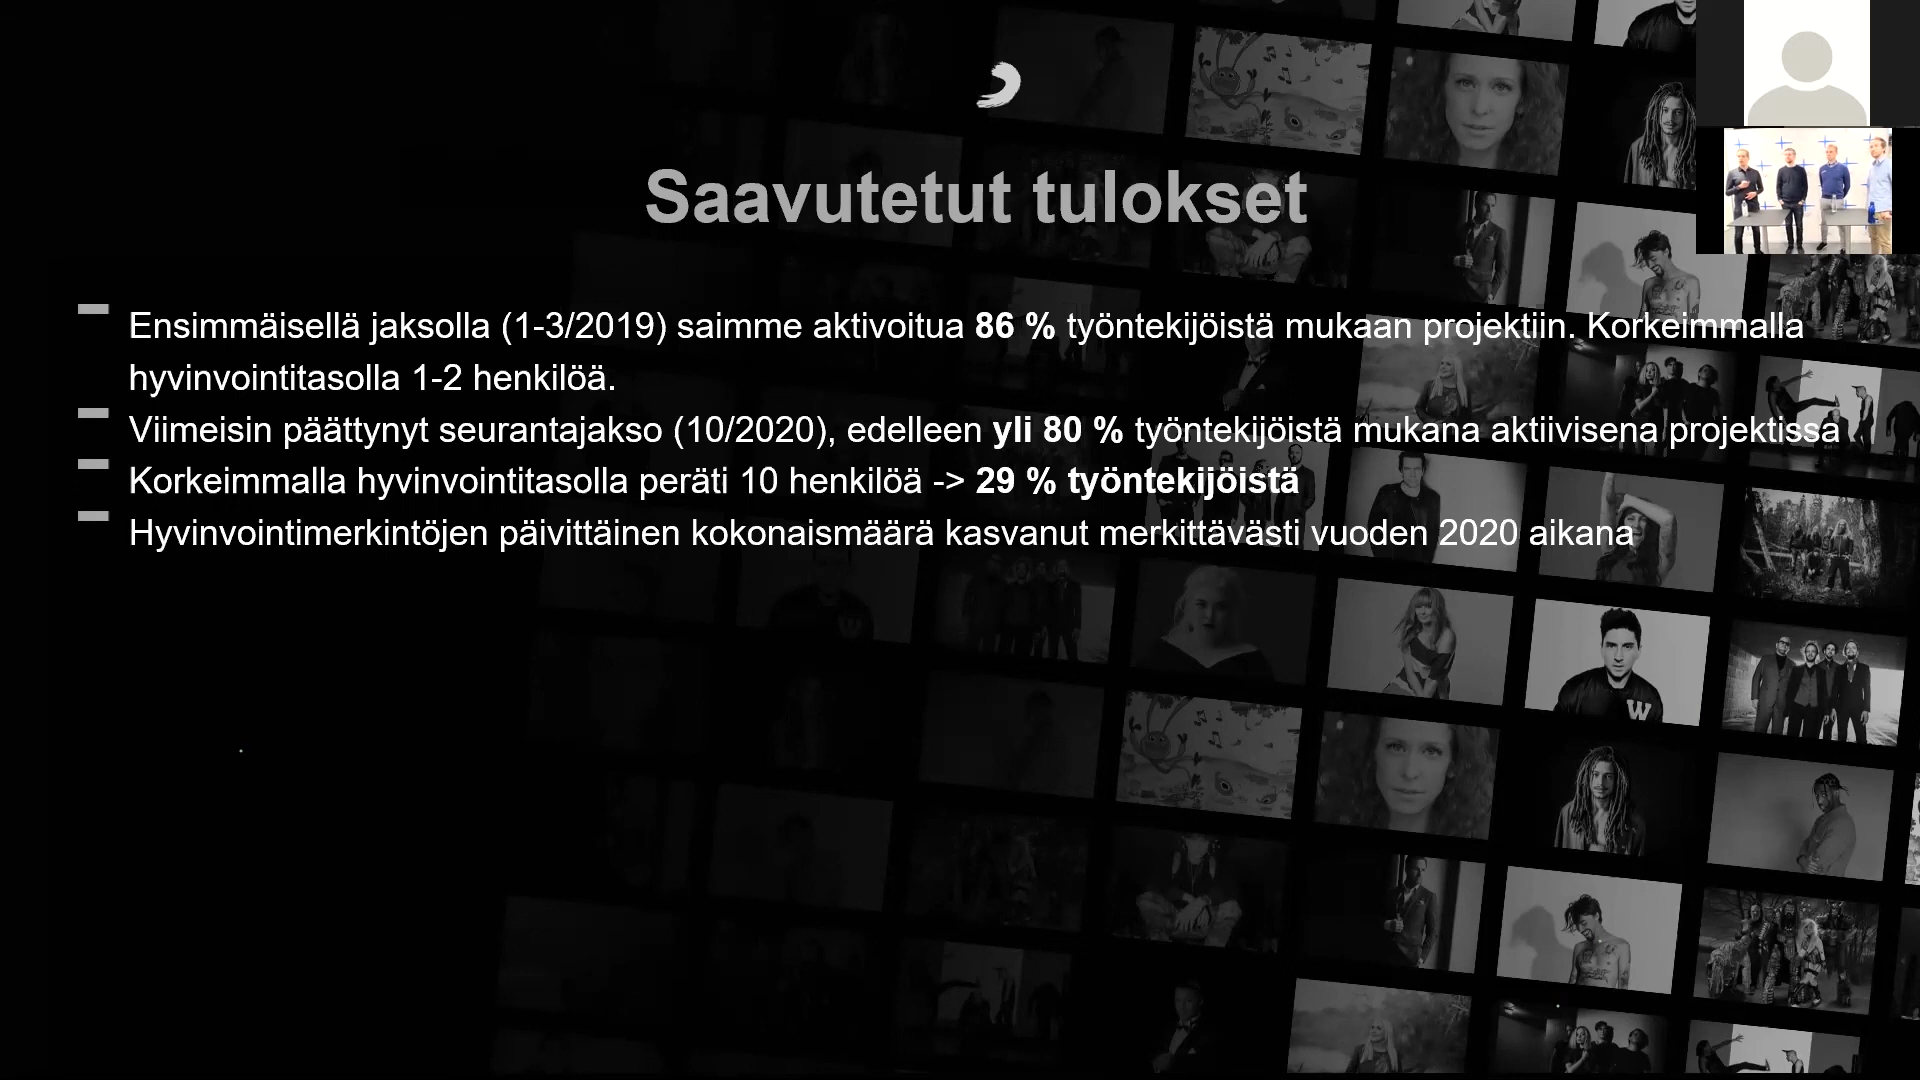 Saavutetut tulokset
Ensimmäisellä jaksolla (1-3/2019) saimme aktivoitua 86 % työntekijöistä mukaan projektiin. Korkeimmalla
hyvinvointitasolla 1-2 henkilöä.
Viimeisin päättynyt seurantajakso (10/2020), edelleen yli 80 % työntekijöistä mukana aktiivisena projektissa
Korkeimmalla hyvinvointitasolla peräti 10 henkilöä -> 29 % työntekijöistä
Hyvinvointimerkintöjen päivittäinen kokonaismäärä kasvanut merkittävästi vuoden 2020 aikana
W